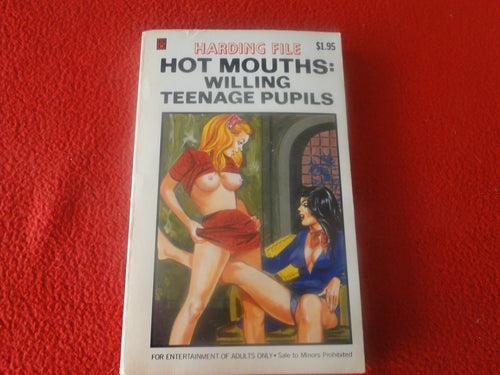 HARDING FILE
$1.95
HOT MOUTHS:
WILLING
TEENAGE PUPILS
FOR ENTERTAINMENT OF ADULTS ONLY • Sale to Minors Prohibited